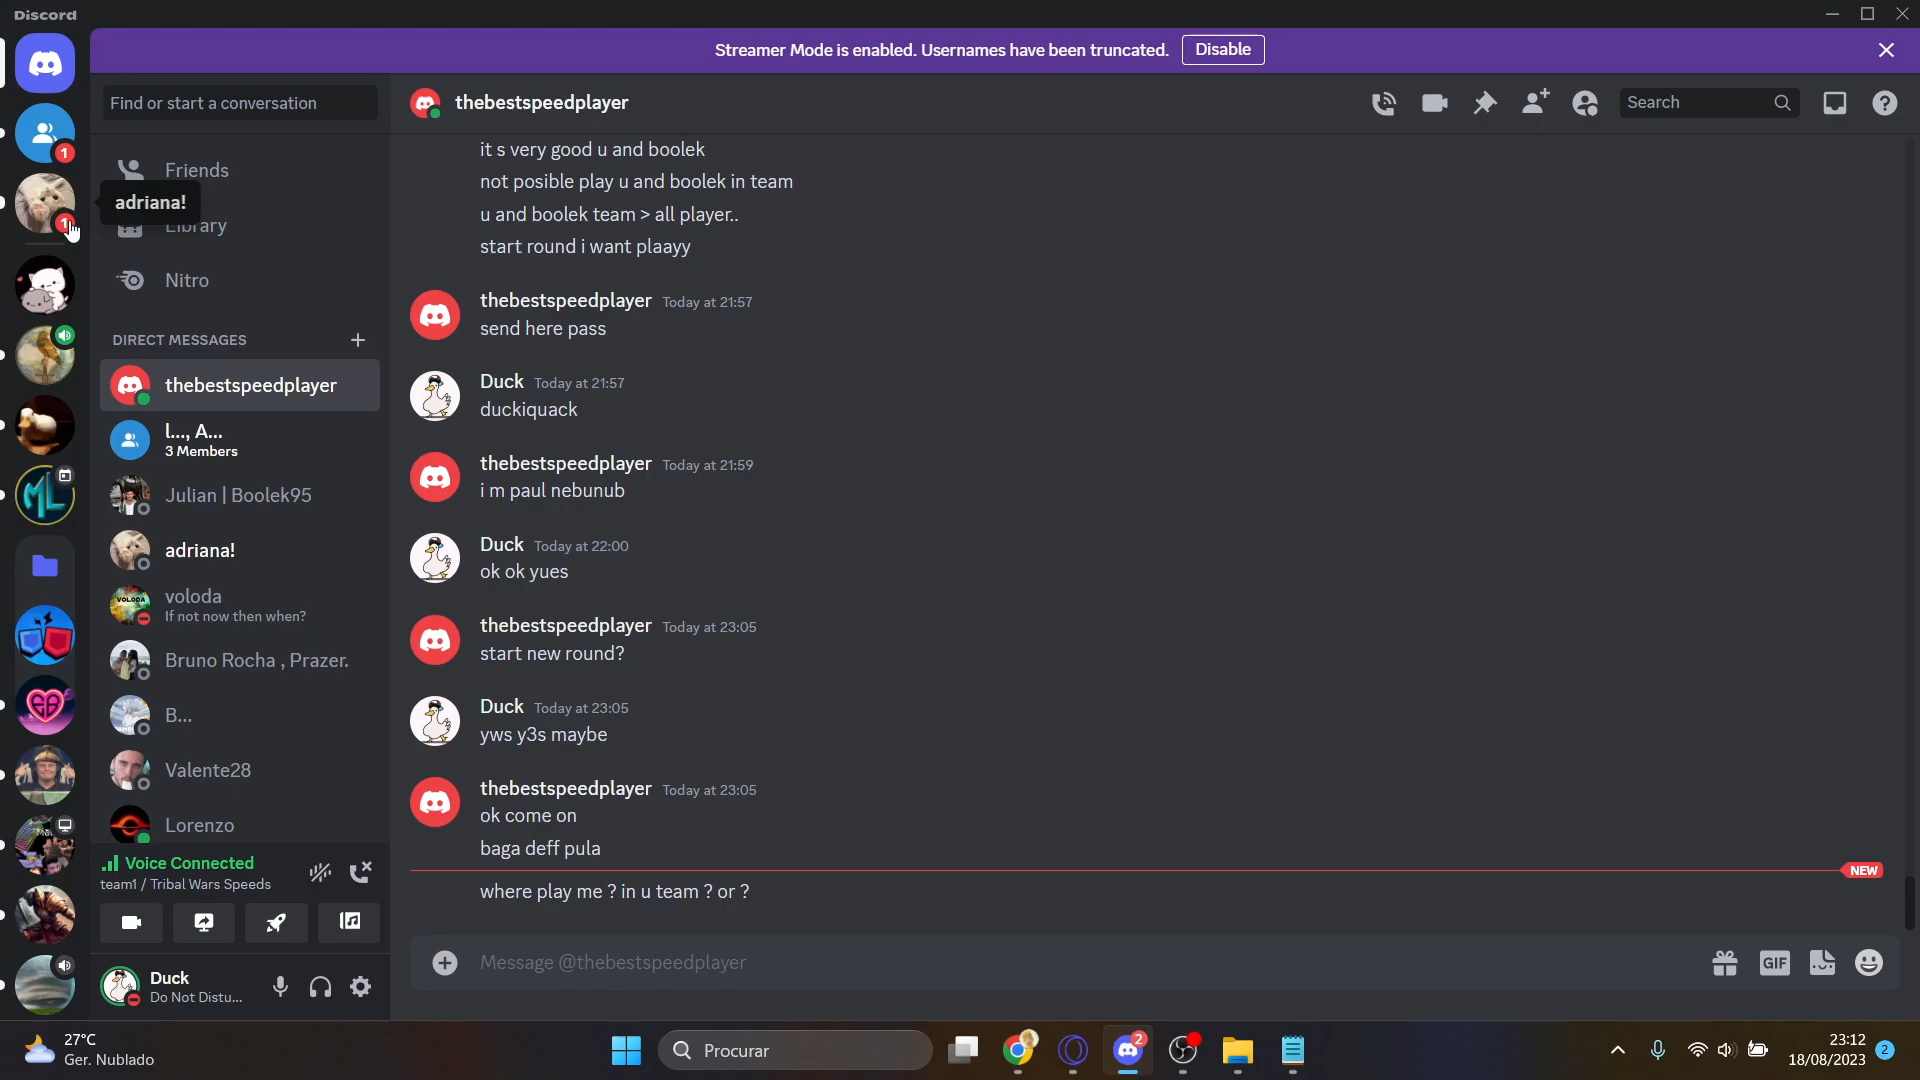 Discord
Streamer Mode is enabled. Usernames have been truncated. Disable
Find or start a conversation
Friends
adriana!
Library
Nitro
DIRECT MESSAGES
thebestspeedplayer
l..., A...
3 Members
Julian | Boolek95
adriana!
voloda
If not now then when?
Bruno Rocha , Prazer.
B...
Valente28
Lorenzo
Voice Connected
team1 / Tribal Wars Speeds
Duck
Do Not Distu...
thebestspeedplayer
Search
it s very good u and boolek
not posible play u and boolek in team
u and boolek team > all player..
start round i want plaayy
thebestspeedplayer Today at 21:57
send here pass
Duck Today at 21:57
duckiquack
thebestspeedplayer Today at 21:59
i m paul nebunub
Duck Today at 22:00
ok ok yues
thebestspeedplayer Today at 23:05
start new round?
Duck Today at 23:05
yws y3s maybe
thebestspeedplayer Today at 23:05
ok come on
baga deff pula
NEW
where play me ? in u team ? or ?
Message @thebestspeedplayer
GIF
1
1
ML
VOLODA
27°C
Ger. Nublado
Procurar
2
23:12
18/08/2023
2